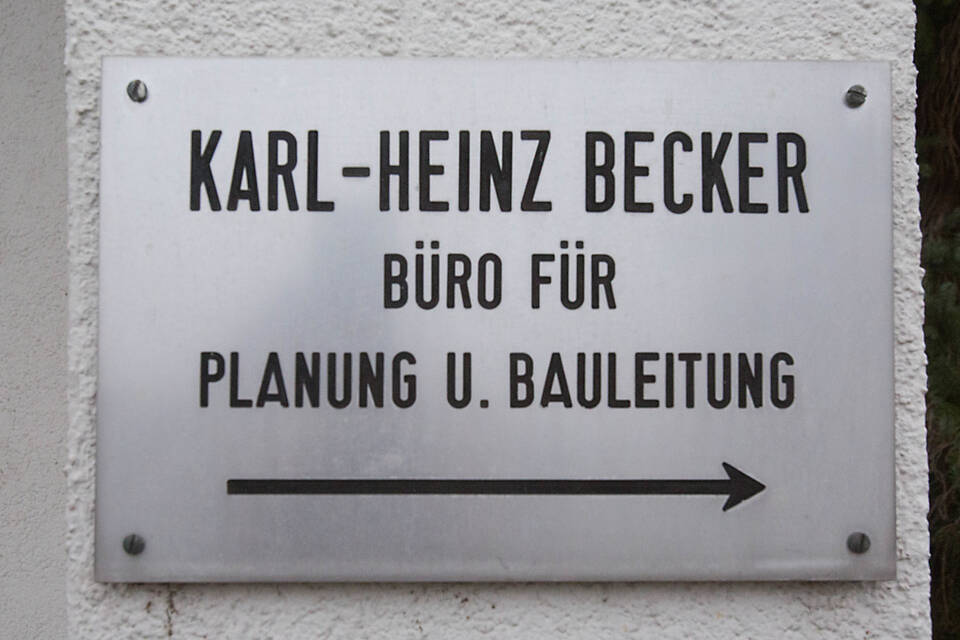 KARL-HEINZ BECKER
BÜRO FÜR
PLANUNG U. BAULEITUNG